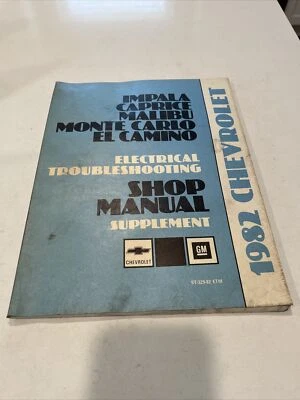 IMPALA
CAPRICE
MALIBU
MONTE CARLO
EL CAMINO
ELECTRICAL
TROUBLESHOOTING
SHOP
MANUAL
SUPPLEMENT
CHEVROLET
GM
1982 CHEVROLET